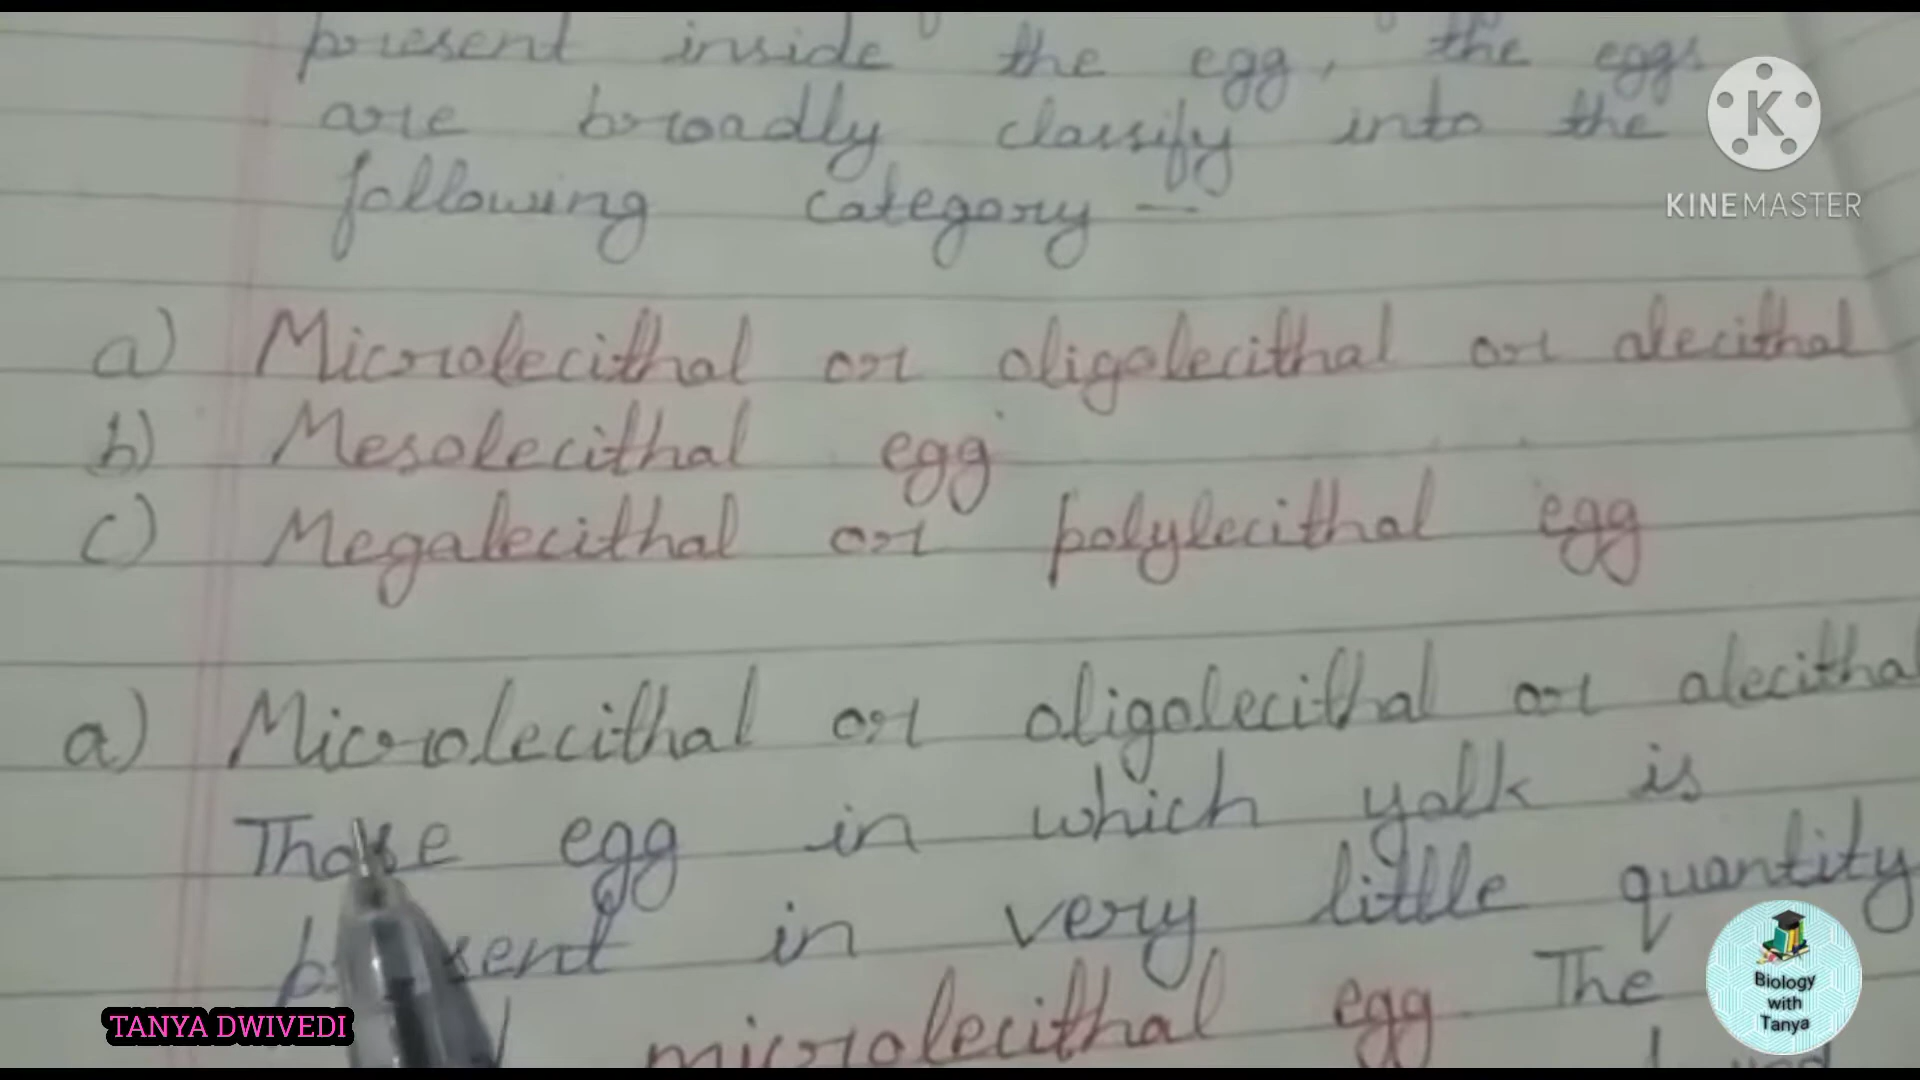 present inside the egg, the eggs
are broadly classify into the
following category -
a) Microlecithal or oligolecithal or alecithal
b) Mesolecithal egg
c) Megalecithal or polylecithal egg
a) Microlecithal or oligolecithal or alecithal
Those egg in which yolk is
present in very little quantity
microlecithal egg The
K
KINEMASTER
TANYA DWIVEDI
Biology
with
Tanya